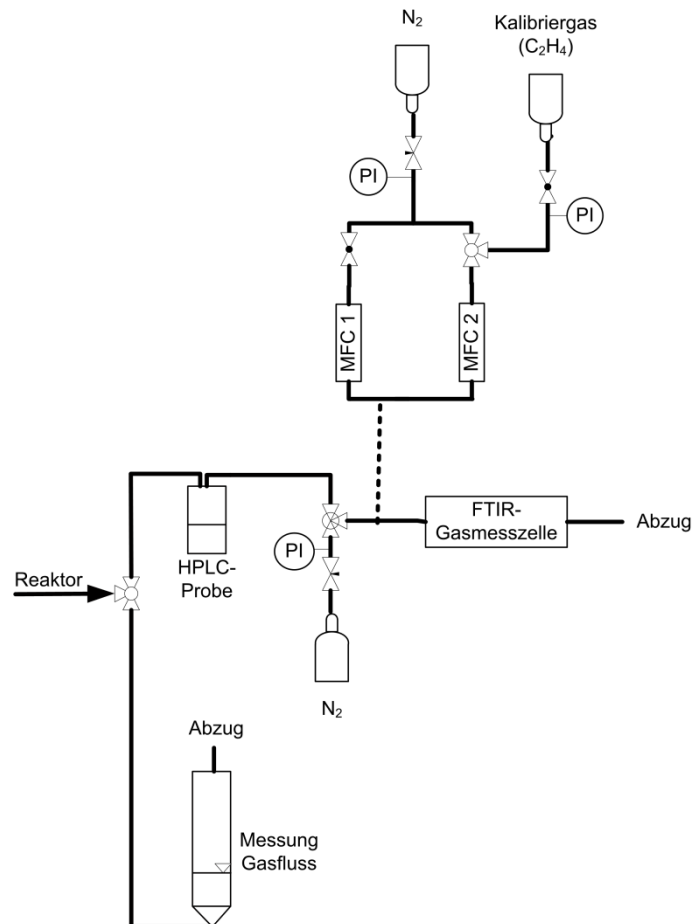 N₂
Kalibriergas
(C₂H₄)
PI
PI
MFC 1
MFC 2
FTIR-
Gasmesszelle
Abzug
PI
HPLC-
Probe
Reaktor
N₂
Abzug
Messung
Gasfluss